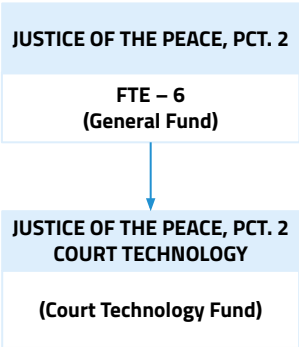 JUSTICE OF THE PEACE, PCT. 2
FTE – 6
(General Fund)
JUSTICE OF THE PEACE, PCT. 2
COURT TECHNOLOGY
(Court Technology Fund)